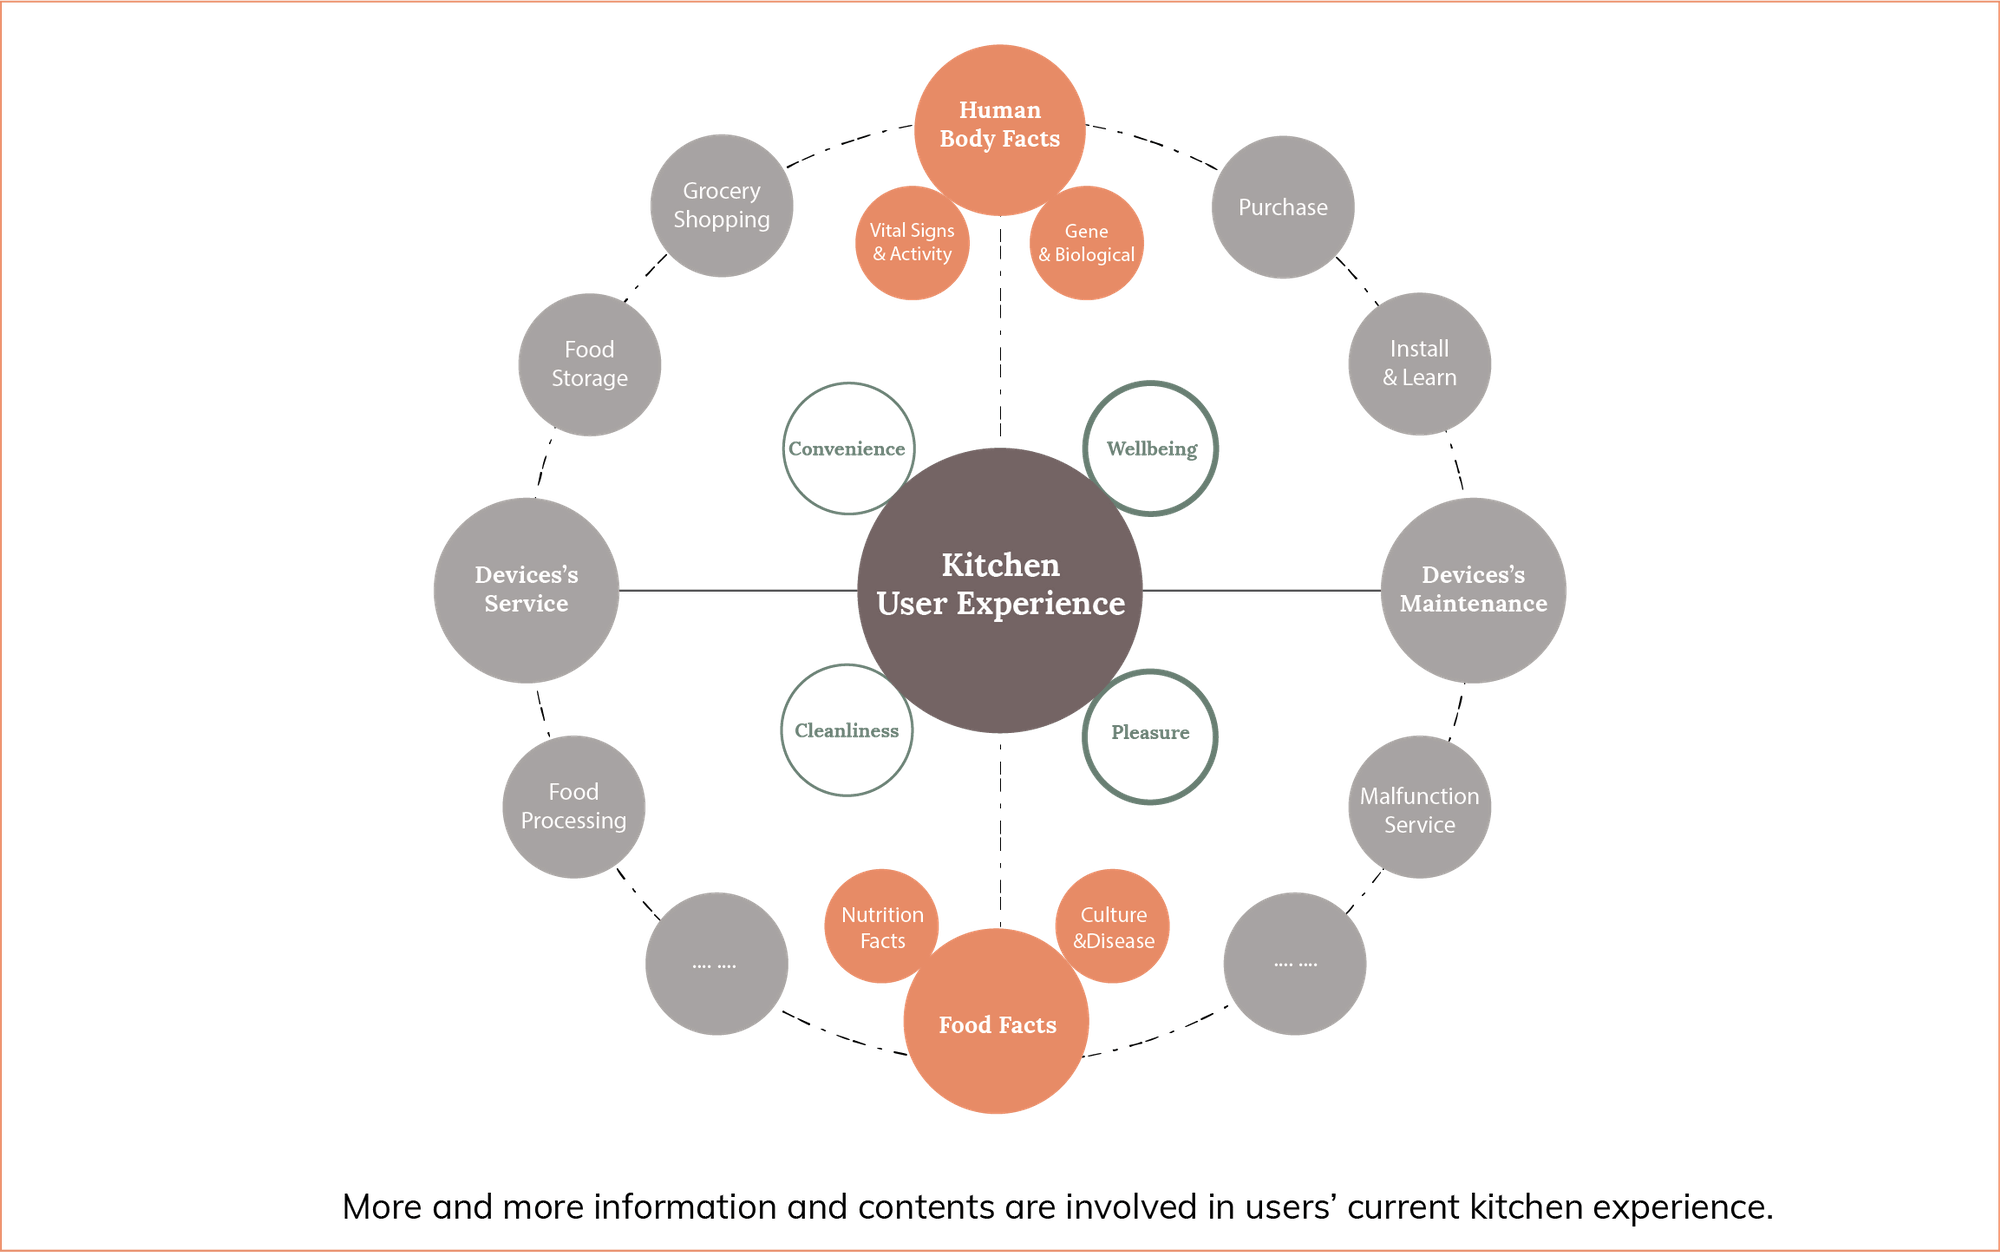 Human
Body Facts
Grocery
Shopping
Purchase
Vital Signs
& Activity
Gene
& Biological
Food
Storage
Install
& Learn
Convenience
Wellbeing
Devices’s
Service
Kitchen
User Experience
Devices’s
Maintenance
Cleanliness
Pleasure
Food
Processing
Malfunction
Service
Nutrition
Facts
Culture
&Disease
.... ....
.... ....
Food Facts
More and more information and contents are involved in users’ current kitchen experience.